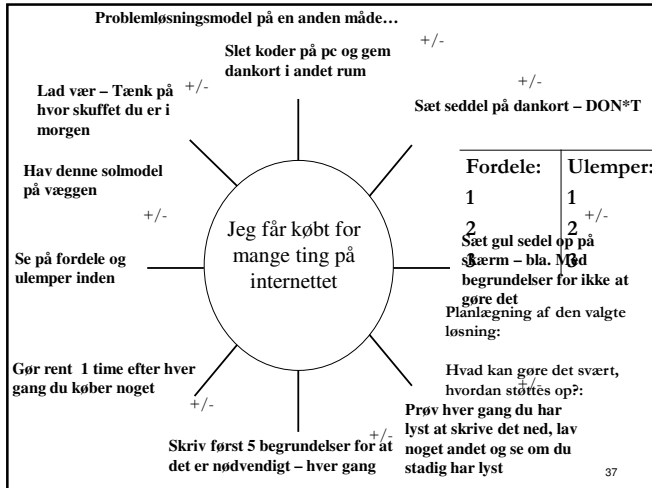 Problemløsningsmodel på en anden måde…
Slet koder på pc og gem
dankort i andet rum
+/-
Lad vær – Tænk på
hvor skuffet du er i
morgen
+/-
+/-
Sæt seddel på dankort – DON*T
Hav denne solmodel
på væggen
+/-
Fordele:
1
2
3
Ulemper:
1
2
3
+/-
Jeg får købt for
mange ting på
internettet
Se på fordele og
ulemper inden
Sæt gul sedel op på
skærm – bla. Med
begrundelser for ikke at
gøre det
Planlægning af den valgte
løsning:
Hvad kan gøre det svært,
hvordan støttes op?:
+/-
Gør rent 1 time efter hver
gang du køber noget
+/-
Skriv først 5 begrundelser for at
det er nødvendigt – hver gang
+/-
Prøv hver gang du har
lyst at skrive det ned, lav
noget andet og se om du
stadig har lyst
37